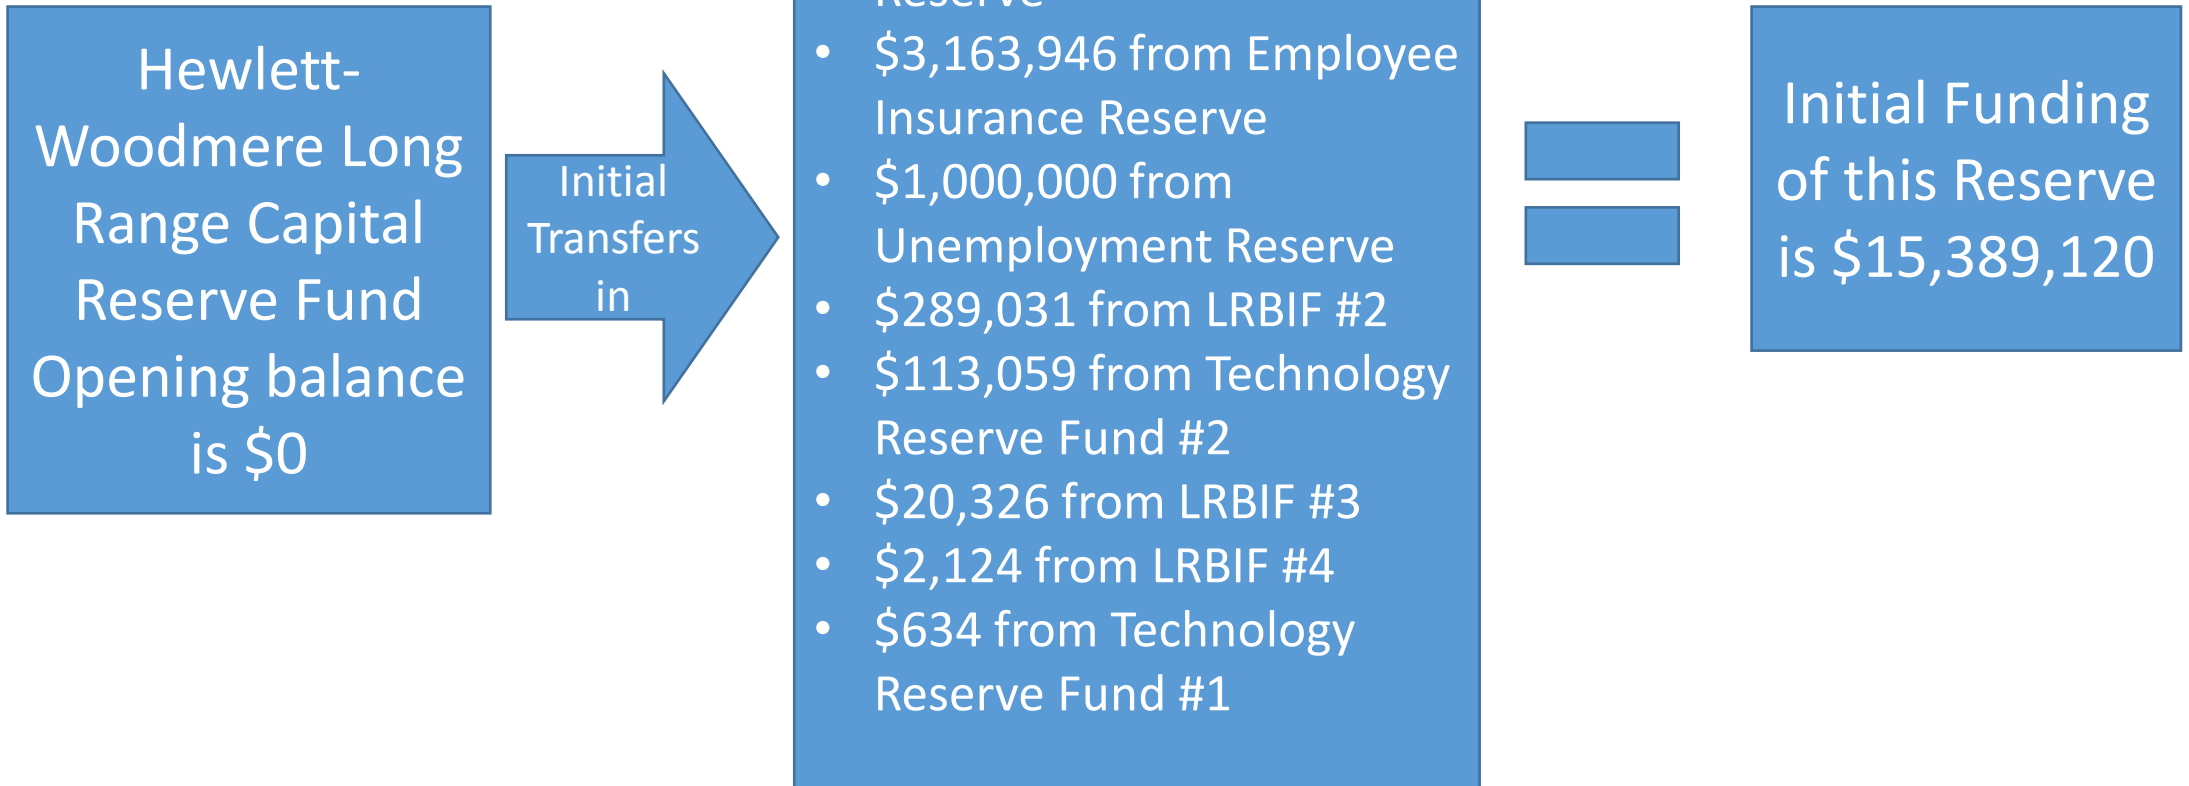 Hewlett-
Woodmere Long
Range Capital
Reserve Fund
Opening balance
is $0
Initial
Transfers
in
Reserve
• $3,163,946 from Employee
Insurance Reserve
• $1,000,000 from
Unemployment Reserve
• $289,031 from LRBIF #2
• $113,059 from Technology
Reserve Fund #2
• $20,326 from LRBIF #3
• $2,124 from LRBIF #4
• $634 from Technology
Reserve Fund #1
Initial Funding
of this Reserve
is $15,389,120